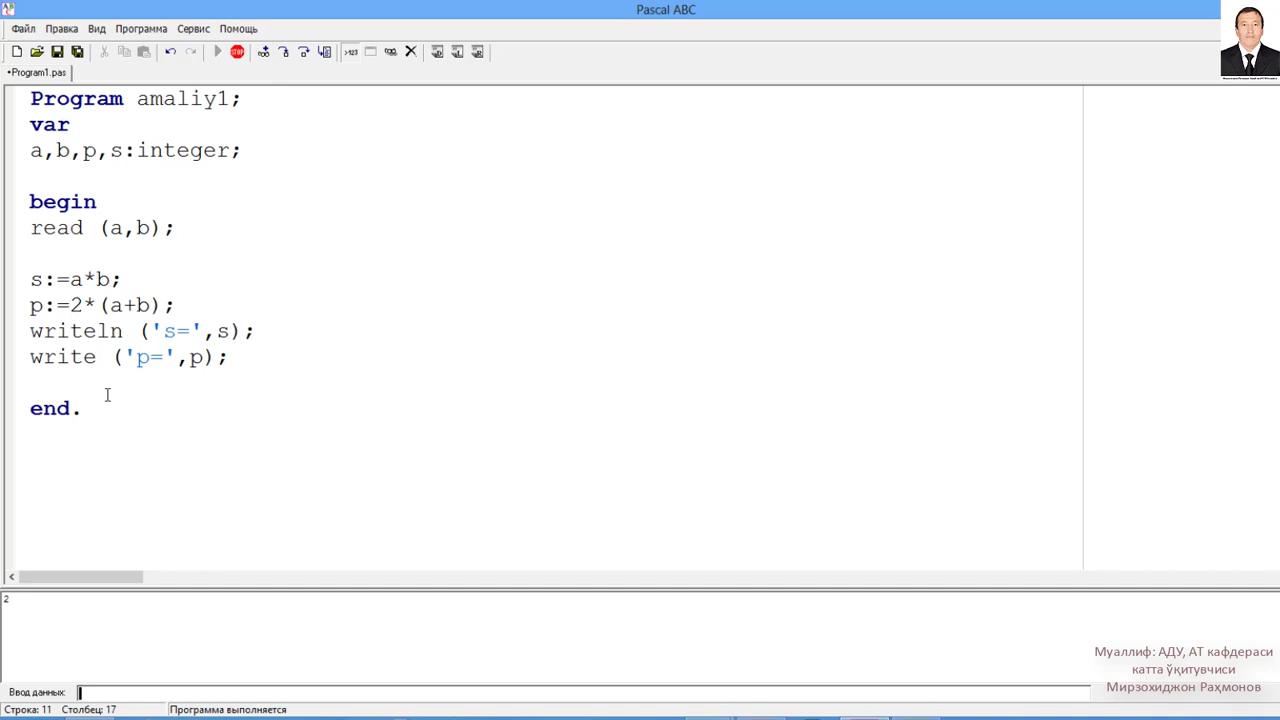 Pascal ABC
Файл Правка Вид Программа Сервис Помощь
•Program1.pas
Program amaliy1;
var
a,b,p,s:integer;
begin
read (a,b);
s:=a*b;
p:=2*(a+b);
writeln ('s=',s);
write ('p=',p);
end.
2
Муаллиф: АДУ, АТ кафдераси
катта ўқитувчиси
Мирзохиджон Раҳмонов
Ввод данных:
Строка: 11 Столбец: 17 Программа выполняется